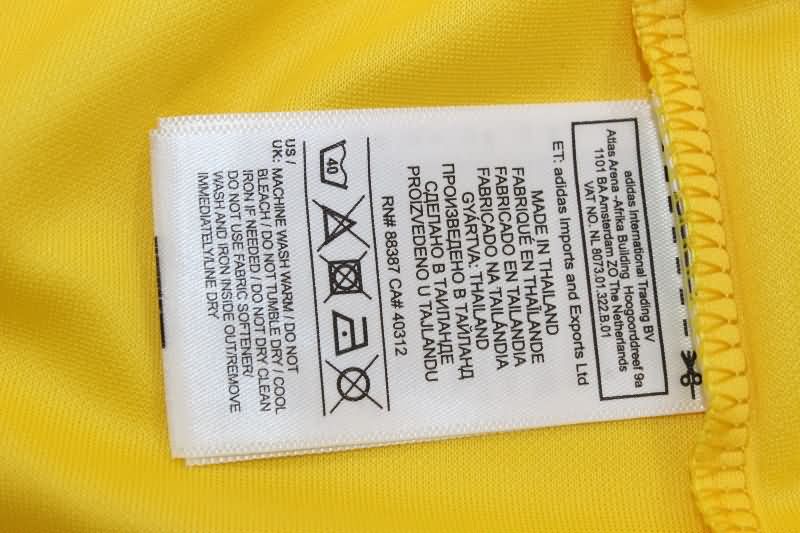 adidas International Trading BV
Atlas Arena -Afrika Building Hoogoorddreef 9a
1101 BA Amsterdam ZO The Netherlands
VAT NO. NL 8073.01.322.B.01
ET: adidas Imports and Exports Ltd
MADE IN THAILAND
FABRIQUÉ EN THAÏLANDE
FABRICADO EN TAILANDIA
FABRICADO NA TAILÂNDIA
GYÁRTVA: THAILAND
ПРОИЗВЕДЕНО В ТАЙЛАНД
СДЕЛАНО В ТАИЛАНДЕ
PROIZVEDENO U TAJLANDU
RN# 88387 CA# 40312
40
US /
UK: MACHINE WASH WARM / DO NOT
BLEACH / DO NOT TUMBLE DRY / COOL
IRON IF NEEDED / DO NOT DRY CLEAN
DO NOT USE FABRIC SOFTENER/
WASH AND IRON INSIDE OUT/REMOVE
IMMEDIATELY/LINE DRY